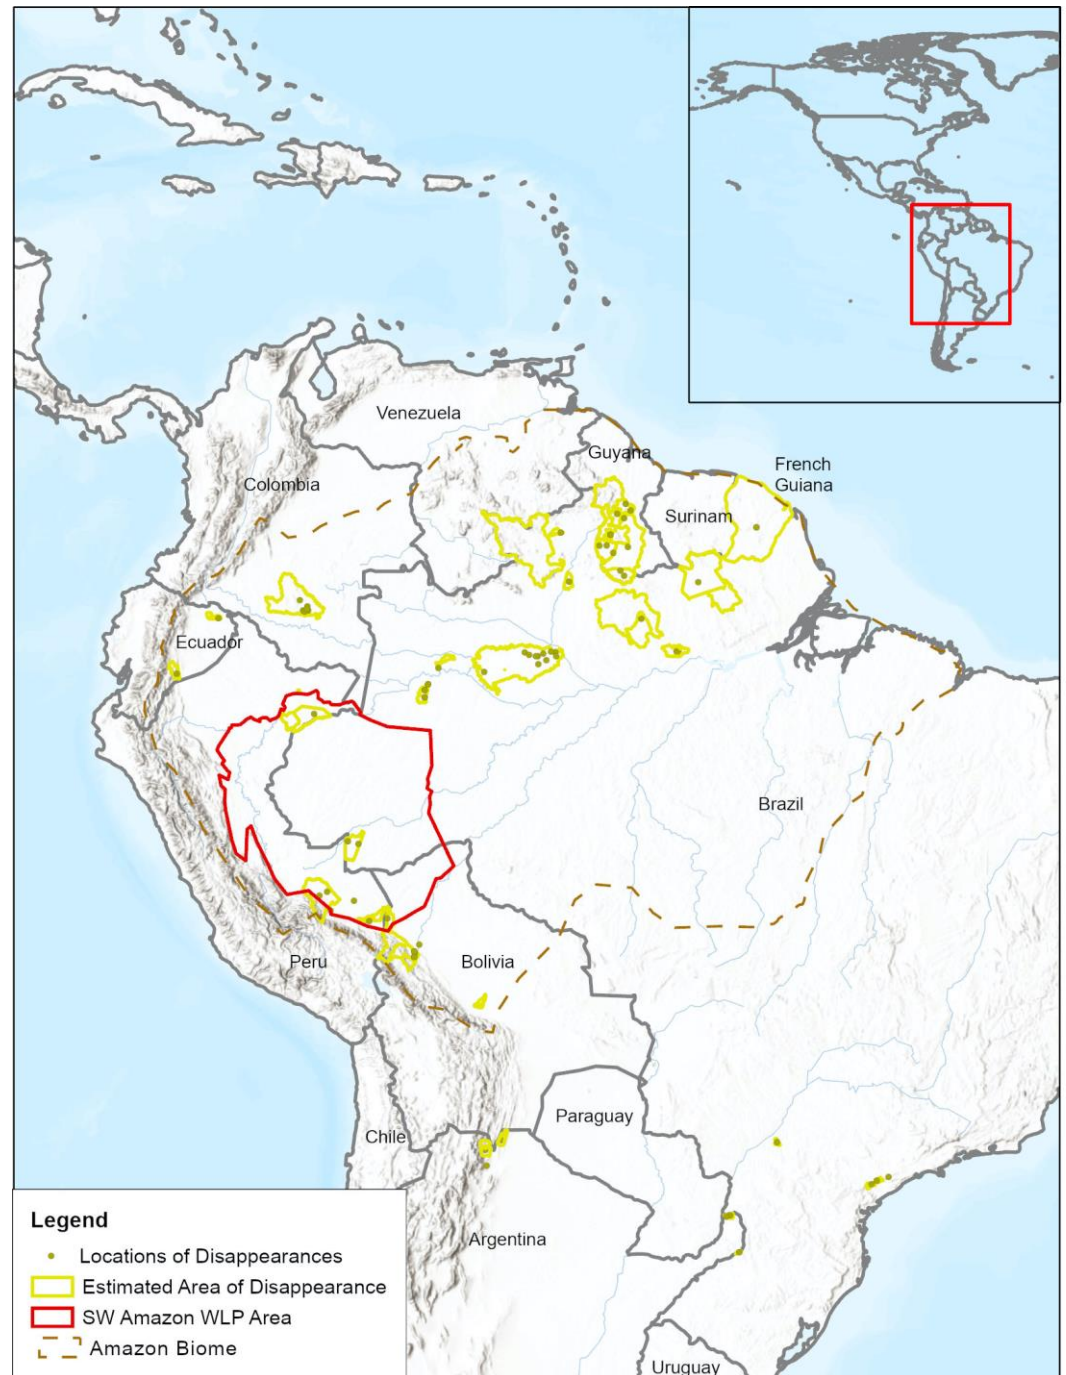 Venezuela
Guyana
French
Guiana
Colombia
Surinam
Ecuador
Brazil
Peru
Bolivia
Paraguay
Chile
Argentina
Uruguay
Legend
Locations of Disappearances
Estimated Area of Disappearance
SW Amazon WLP Area
Amazon Biome